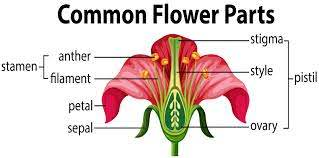 Common Flower Parts
stigma
anther
stamen
style
pistil
filament
petal
sepal
ovary